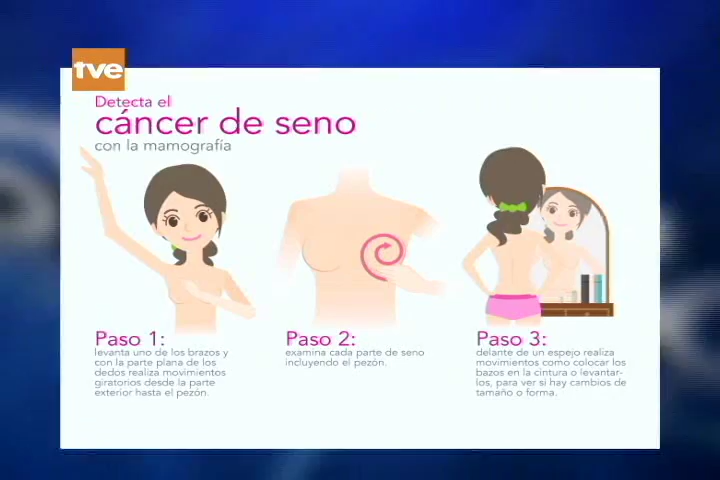 tve
Detecta el
cáncer de seno
con la mamografía
Paso 1:
levanta uno de los brazos y
con la parte plana de los
dedos realiza movimientos
giratorios desde la parte
exterior hasta el pezón.
Paso 2:
examina cada parte de seno
incluyendo el pezón.
Paso 3:
delante de un espejo realiza
movimientos como colocar los
bazos en la cintura o levantar-
los, para ver si hay cambios de
tamaño o forma.